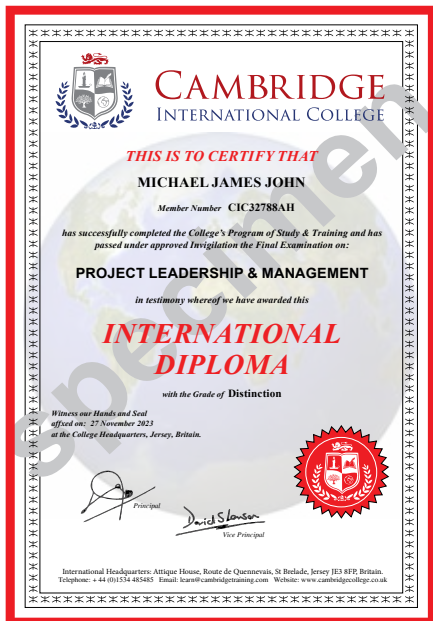 CAMBRIDGE
INTERNATIONAL COLLEGE
THIS IS TO CERTIFY THAT
MICHAEL JAMES JOHN
Member Number CIC32788AH
has successfully completed the College's Program of Study & Training and has
passed under approved Invigilation the Final Examination on:
PROJECT LEADERSHIP & MANAGEMENT
in testimony whereof we have awarded this
INTERNATIONAL
DIPLOMA
with the Grade of Distinction
Witness our Hands and Seal
affxed on: 27 November 2023
at the College Headquarters, Jersey, Britain.
Principal
David S Lawson
Vice Principal
International Headquarters: Attique House, Route de Quennevais, St Brelade, Jersey JE3 8FP, Britain.
Telephone: + 44 (0)1534 485485 Email: learn@cambridgetraining.com Website: www.cambridgecollege.co.uk
specimen